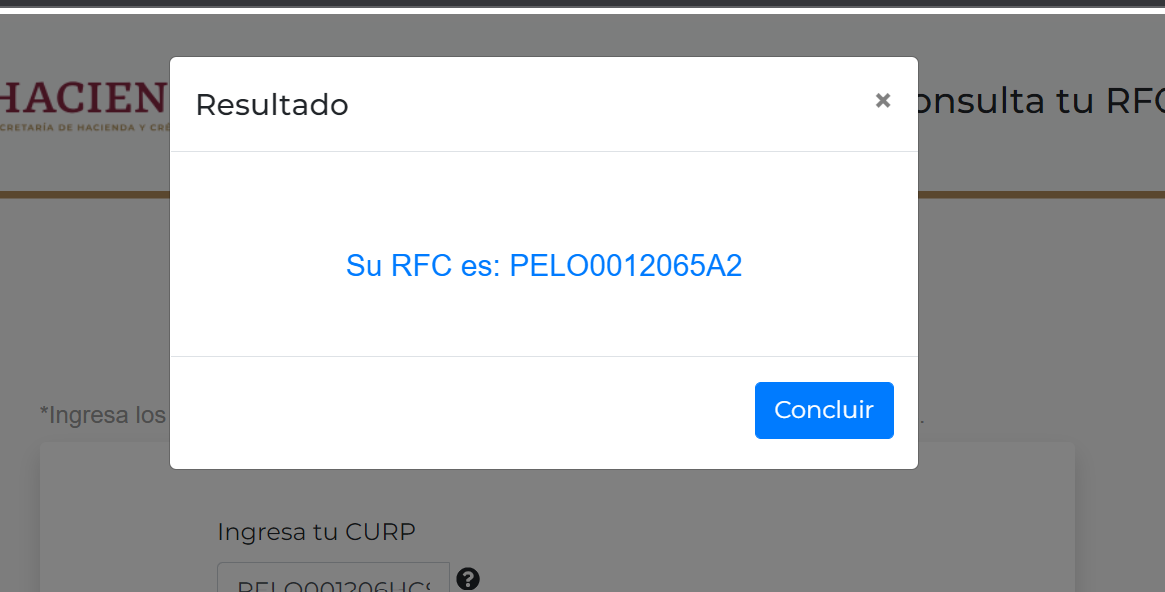 HACIEN
CRETARÍA DE HACIENDA Y CRÉ
Resultado
×
onsulta tu RFC
Su RFC es: PELO0012065A2
Concluir
*Ingresa los
.
Ingresa tu CURP
PELO001206HCS
?